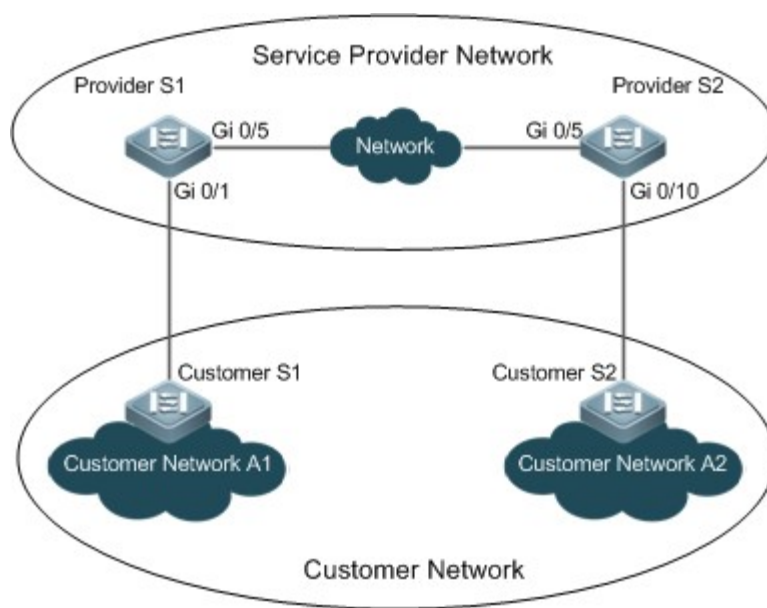 Service Provider Network
Provider S1
Provider S2
Gi 0/5
Network
Gi 0/5
Gi 0/1
Gi 0/10
Customer S1
Customer S2
Customer Network A1
Customer Network A2
Customer Network